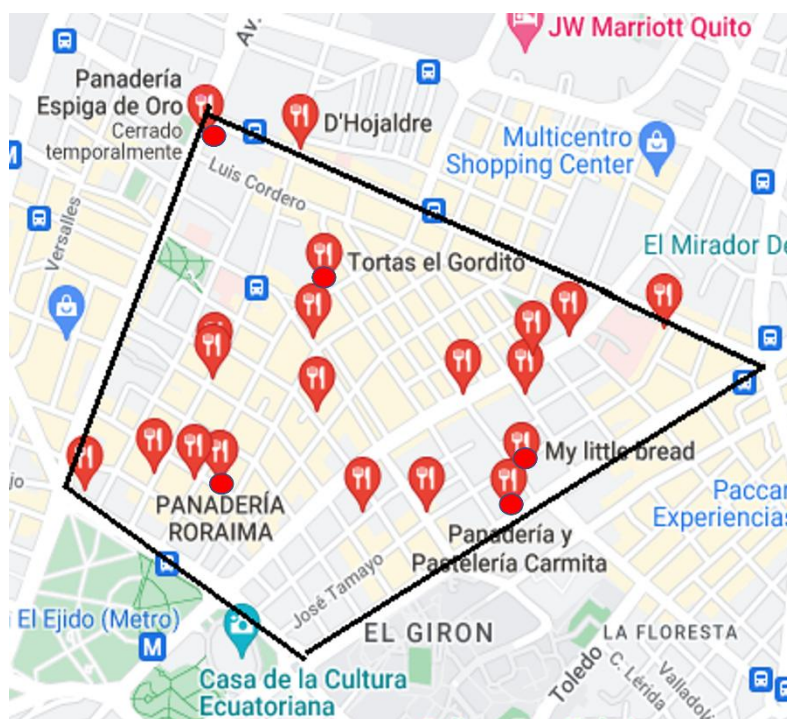 JW Marriott Quito
Av.
Panadería
Espiga de Oro
Cerrado
temporalmente
D'Hojaldre
Multicentro
Shopping Center
Luis Cordero
Versalles
El Mirador De
Tortas el Gordito
My little bread
PANADERÍA
RORAIMA
Paccar
Experiencias
Panadería y
Pastelería Carmita
jo
José Tamayo
El Ejido (Metro)
M
EL GIRON
LA FLORESTA
Toledo
C. Lérida
Valladol
Casa de la Cultura
Ecuatoriana